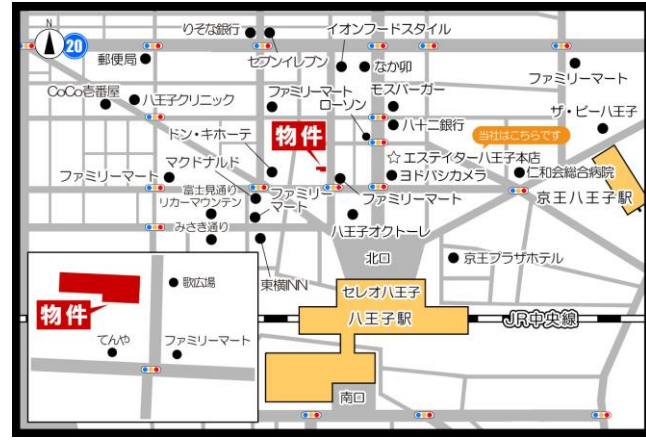 りそな銀行
イオンフードスタイル
N
20
郵便局
セブンイレブン
なか卯
ファミリーマート
CoCo壱番屋
八王子クリニック
ファミリーマート
ローソン
モスバーガー
ザ・ビー八王子
ドン・キホーテ
物件
八十二銀行
当社はこちらです
マクドナルド
☆エステイター八王子本店
ファミリーマート
ヨドバシカメラ
仁和会総合病院
富士見通り
リカーマウンテン
ファミリー
マート
ファミリーマート
京王八王子駅
みさき通り
八王子オクトーレ
北口
京王プラザホテル
東横INN
歌広場
セレオ八王子
物件
八王子駅
JR中央線
てんや
ファミリーマート
南口